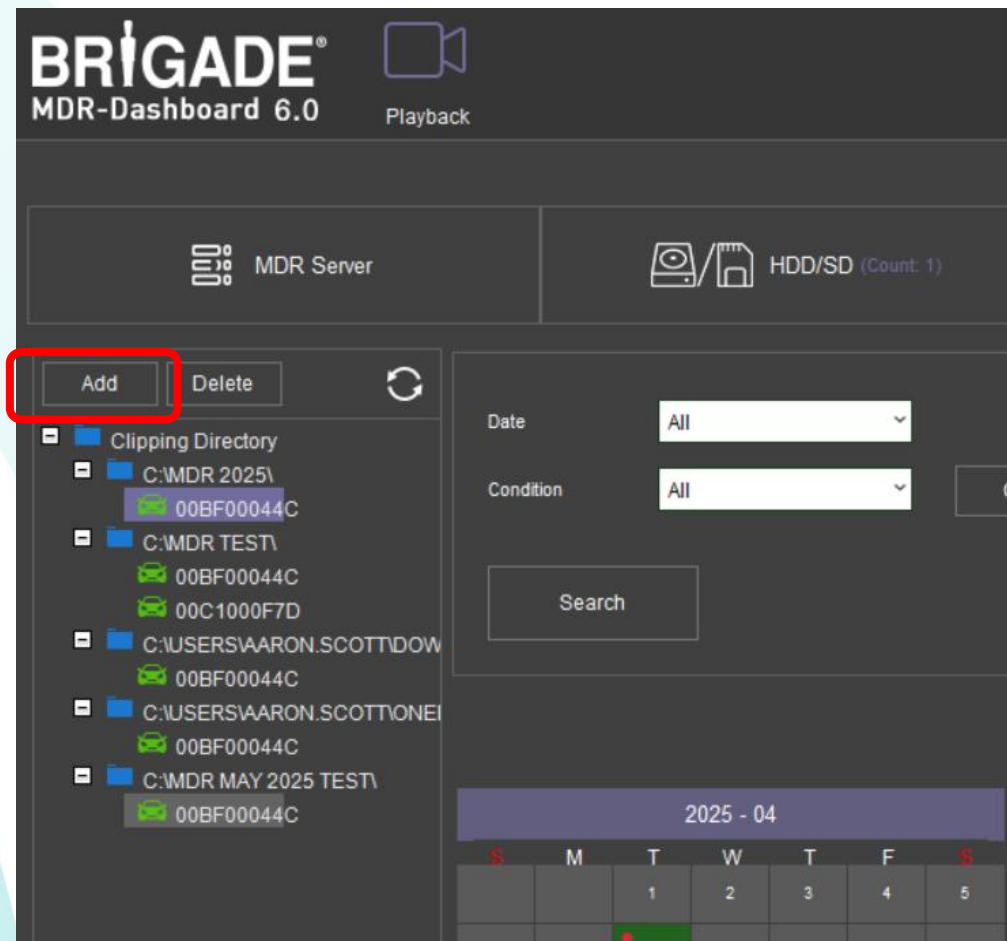 BRIGADE®
MDR-Dashboard 6.0
Playback
MDR Server
HDD/SD (Count: 1)
Add
Delete
Clipping Directory
C:\MDR 2025\
00BF00044C
C:\MDR TEST\
00BF00044C
00C1000F7D
C:\USERS\AARON.SCOTT\DOW
00BF00044C
C:\USERS\AARON.SCOTT\ONE
00BF00044C
C:\MDR MAY 2025 TEST\
00BF00044C
Date
All
Condition
All
Search
2025 - 04
S M T W T F S
1 2 3 4 5